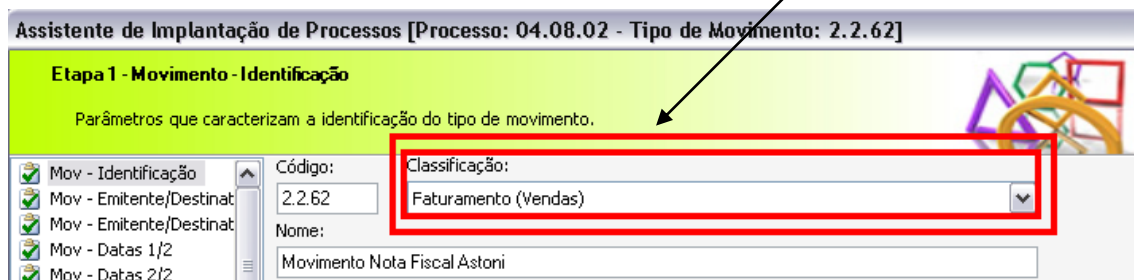 Assistente de Implantação de Processos [Processo: 04.08.02 - Tipo de Movimento: 2.2.62]
Etapa 1 - Movimento - Identificação
Parâmetros que caracterizam a identificação do tipo de movimento.
Mov - Identificação
Mov - Emitente/Destinat
Mov - Emitente/Destinat
Mov - Datas 1/2
Mov - Datas 2/2
Código:
Classificação:
2.2.62
Faturamento (Vendas)
Nome:
Movimento Nota Fiscal Astoni